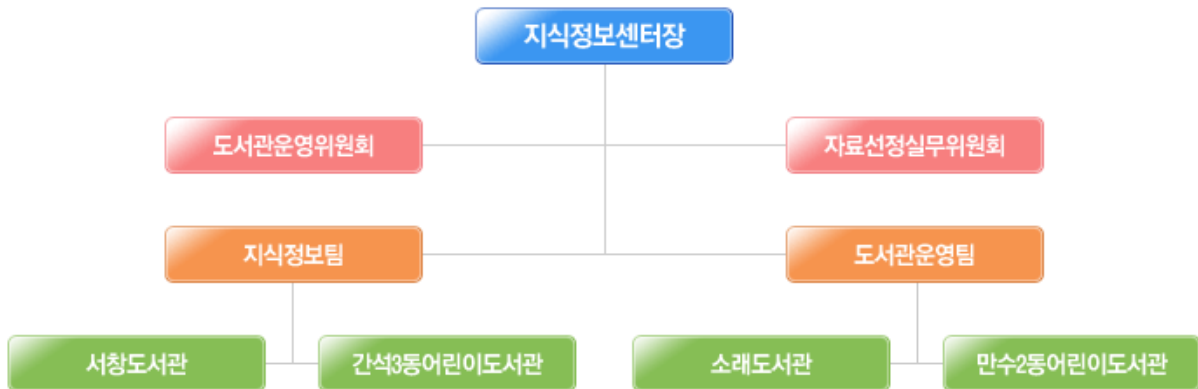 지식정보센터장
도서관운영위원회
자료선정실무위원회
지식정보팀
도서관운영팀
서창도서관
간석3동어린이도서관
소래도서관
만수2동어린이도서관